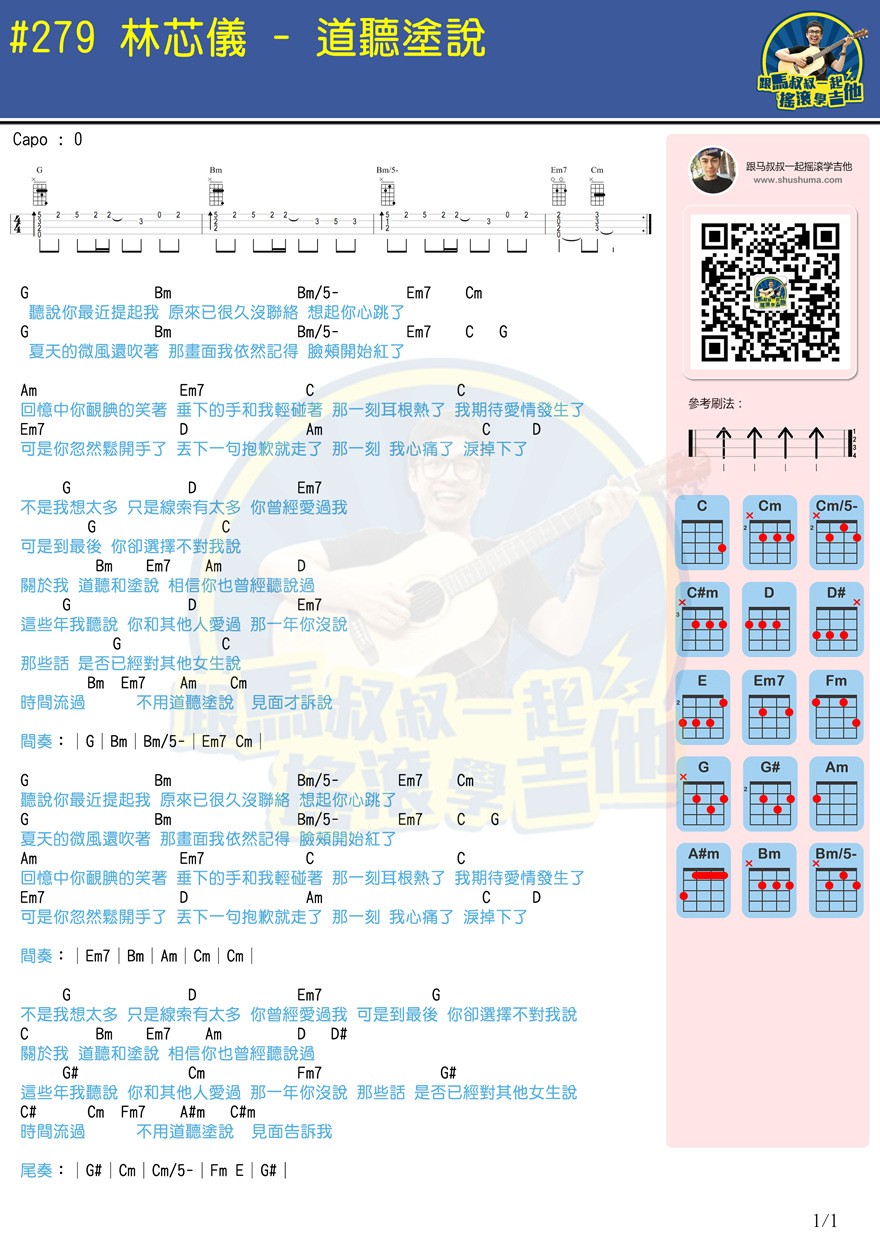 #279 林芯儀 - 道聽塗說
跟馬叔叔一起
搖滾學吉他
Capo : 0
G Bm Bm/5- Em7 Cm
G Bm Bm/5- Em7 Cm
聽說你最近提起我 原來已很久沒聯絡 想起你心跳了
G Bm Bm/5- Em7 C G
夏天的微風還吹著 那畫面我依然記得 臉頰開始紅了
Am Em7 C C
回憶中你靦腆的笑著 垂下的手和我輕碰著 那一刻耳根熱了 我期待愛情發生了
Em7 D Am C D
可是你忽然鬆開手了 丟下一句抱歉就走了 那一刻 我心痛了 淚掉下了
G D Em7
不是我想太多 只是線索有太多 你曾經愛過我
G C
可是到最後 你卻選擇不對我說
Bm Em7 Am D
關於我 道聽和塗說 相信你也曾經聽說過
G D Em7
這些年我聽說 你和其他人愛過 那一年你沒說
G C
那些話 是否已經對其他女生說
Bm Em7 Am Cm
時間流過 不用道聽塗說 見面才訴說
間奏： | G | Bm | Bm/5- | Em7 Cm |
G Bm Bm/5- Em7 Cm
聽說你最近提起我 原來已很久沒聯絡 想起你心跳了
G Bm Bm/5- Em7 C G
夏天的微風還吹著 那畫面我依然記得 臉頰開始紅了
Am Em7 C C
回憶中你靦腆的笑著 垂下的手和我輕碰著 那一刻耳根熱了 我期待愛情發生了
Em7 D Am C D
可是你忽然鬆開手了 丟下一句抱歉就走了 那一刻 我心痛了 淚掉下了
間奏： | Em7 | Bm | Am | Cm | Cm |
G D Em7 G
不是我想太多 只是線索有太多 你曾經愛過我 可是到最後 你卻選擇不對我說
C Bm Em7 Am D D#
關於我 道聽和塗說 相信你也曾經聽說過
G# Cm Fm7 G#
這些年我聽說 你和其他人愛過 那一年你沒說 那些話 是否已經對其他女生說
C# Cm Fm7 A#m C#m
時間流過 不用道聽塗說 見面告訴我
尾奏： | G# | Cm | Cm/5- | Fm E | G# |
跟马叔叔一起摇滚学吉他
www.shushuma.com
參考刷法：
C Cm Cm/5-
C#m D D#
E Em7 Fm
G G# Am
A#m Bm Bm/5-
1/1